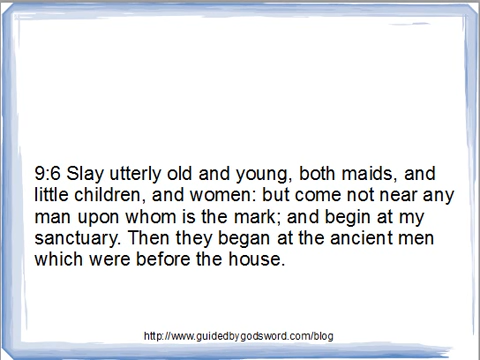 9:6 Slay utterly old and young, both maids, and
little children, and women: but come not near any
man upon whom is the mark; and begin at my
sanctuary. Then they began at the ancient men
which were before the house.
http://www.guidedbygodsword.com/blog